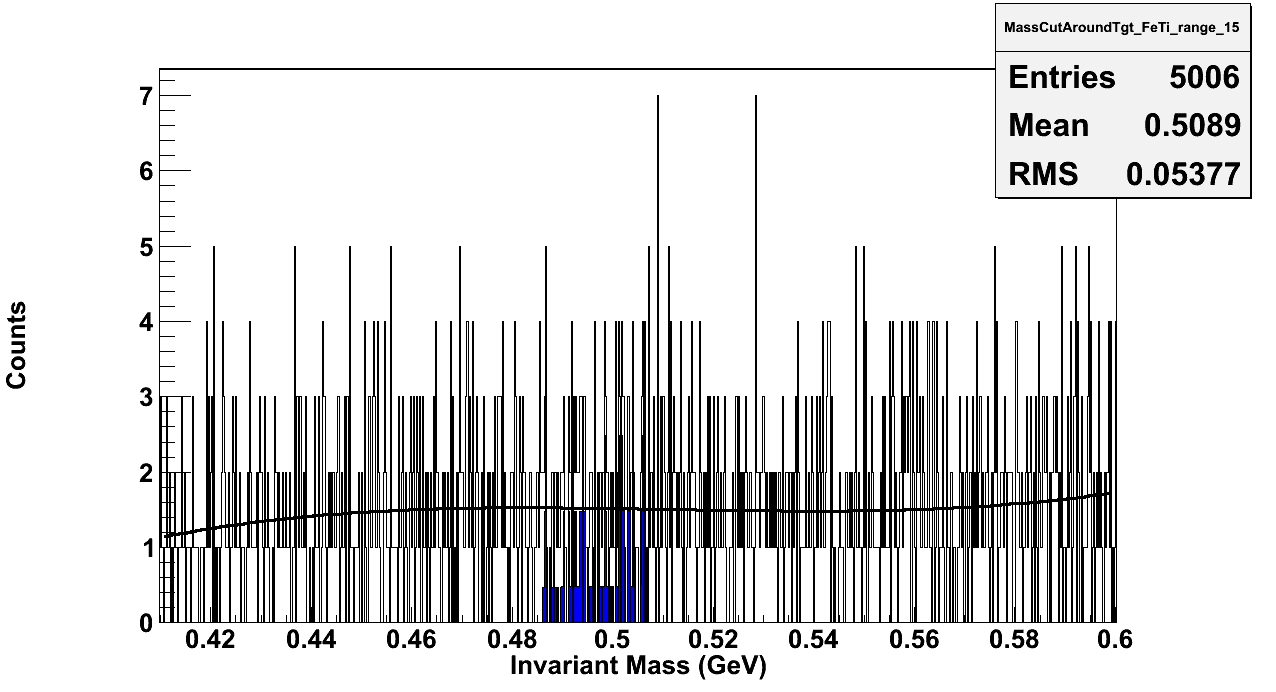 MassCutAroundTgt_FeTi_range_15
Entries 5006
Mean 0.5089
RMS 0.05377
Counts
7
6
5
4
3
2
1
0
0.42 0.44 0.46 0.48 0.5 0.52 0.54 0.56 0.58 0.6
Invariant Mass (GeV)